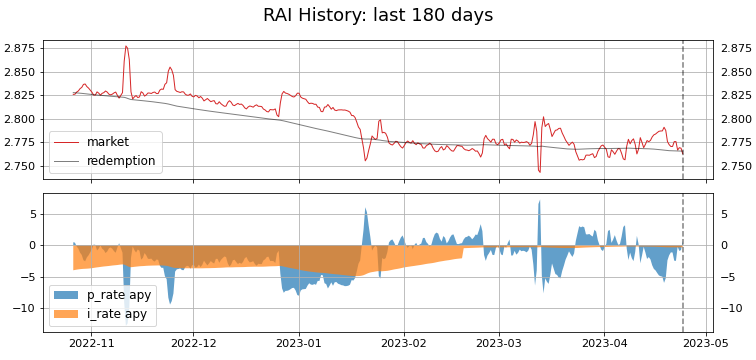 RAI History: last 180 days
2.875 2.875
2.850 2.850
2.825 2.825
2.800 2.800
2.775 2.775
2.750 2.750
market
redemption
5 5
0 0
−5 −5
−10 −10
p_rate apy
i_rate apy
2022-11 2022-12 2023-01 2023-02 2023-03 2023-04 2023-05